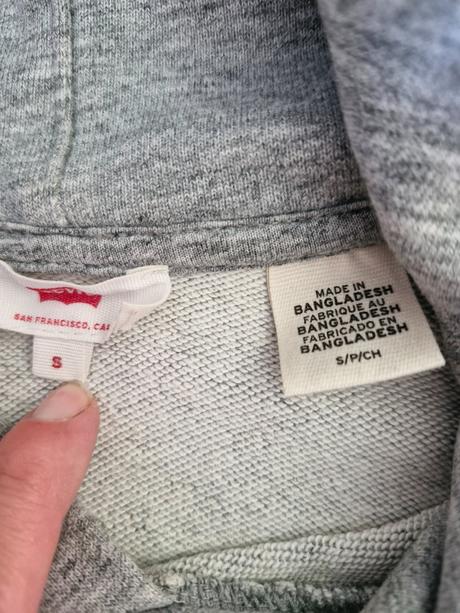 SAN FRANCISCO, CAL
S
MADE IN
BANGLADESH
FABRIQUE AU
BANGLADESH
FABRICADO EN
BANGLADESH
S/P/CH